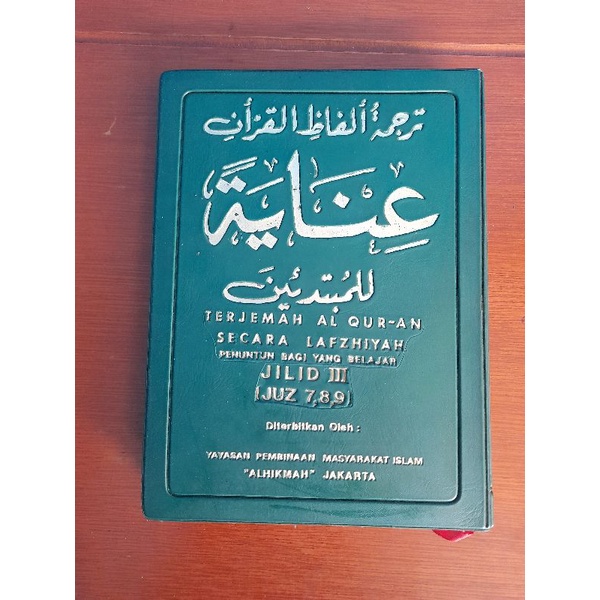 ترجمة ألفاظ القرأن
عناية
للمبتدئين
TERJEMAH AL QUR-AN
SECARA LAFZHIYAH
PENUNTUN BAGI YANG BELAJAR
JILID III
(JUZ 7,8,9)
Diterbitkan Oleh :
YAYASAN PEMBINAAN MASYARAKAT ISLAM
"ALHIKMAH" JAKARTA